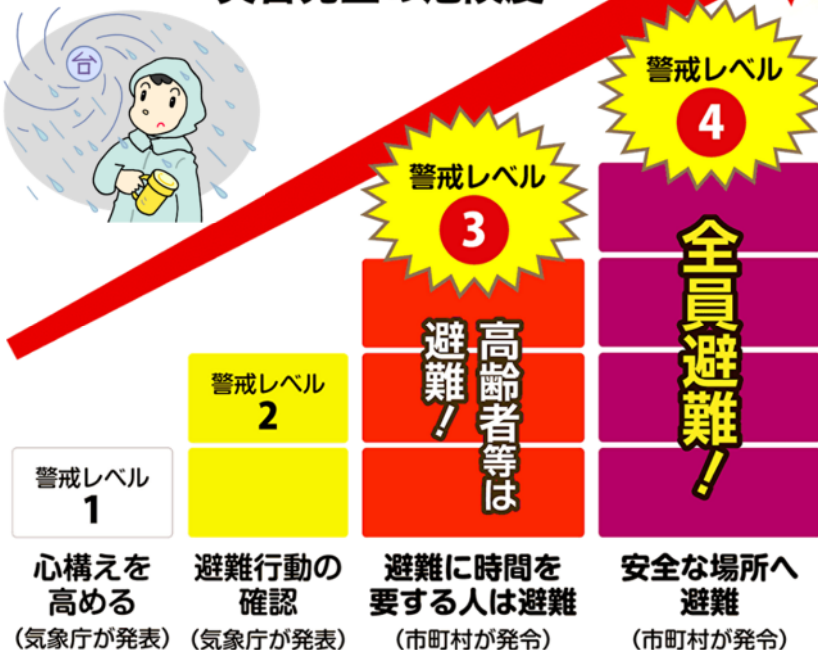 台
警戒レベル
1
心構えを
高める
(気象庁が発表)
警戒レベル
2
避難行動の
確認
(気象庁が発表)
警戒レベル
3
高齢者等は
避難!
避難に時間を
要する人は避難
(市町村が発令)
警戒レベル
4
全員避難!
安全な場所へ
避難
(市町村が発令)